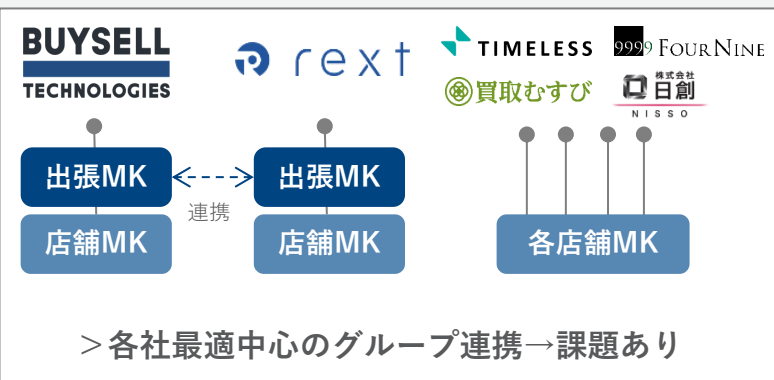 BUYSELL
TECHNOLOGIES
rext
TIMELESS
9999 FOURNINE
買取むすび
株式会社
日創
NISSO
出張MK
出張MK
連携
店舗MK
店舗MK
各店舗MK
＞各社最適中心のグループ連携→課題あり